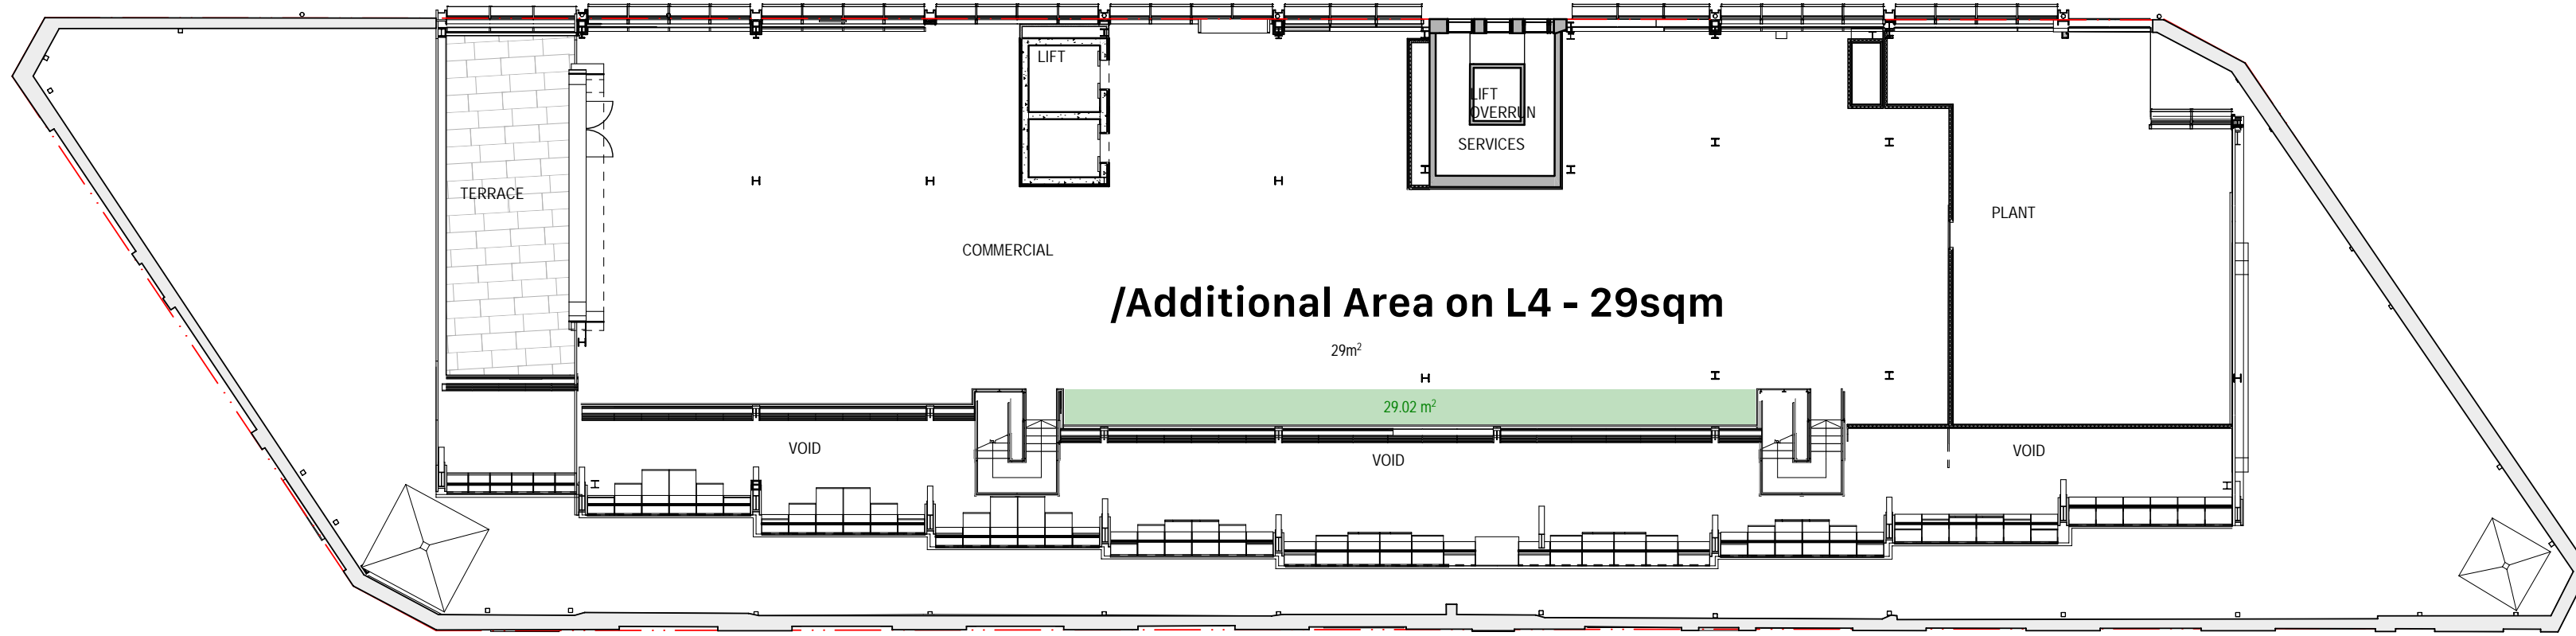 LIFT
LIFT
OVERRUN
SERVICES
TERRACE
PLANT
COMMERCIAL
/Additional Area on L4 - 29sqm
29m²
29.02 m²
VOID
VOID
VOID